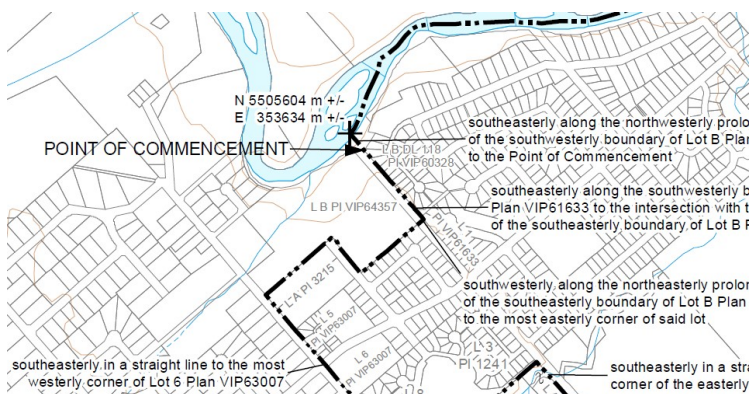 N 5505604 m +/-
E 353634 m +/-
POINT OF COMMENCEMENT
southeasterly along the northwesterly prolo
of the southwesterly boundary of Lot B Plan
to the Point of Commencement
L B DL 118
Pl VIP60328
L B Pl VIP64357
southeasterly along the southwesterly b
Plan VIP61633 to the intersection with t
of the southeasterly boundary of Lot B P
L 1
Pl VIP61633
L A Pl 3215
southwesterly along the northeasterly prolon
of the southeasterly boundary of Lot B Plan
to the most easterly corner of said lot
L 5
Pl VIP63007
L 6
Pl VIP63007
L 3
Pl 1241
southeasterly in a straight line to the most
westerly corner of Lot 6 Plan VIP63007
southeasterly in a stra
corner of the easterly